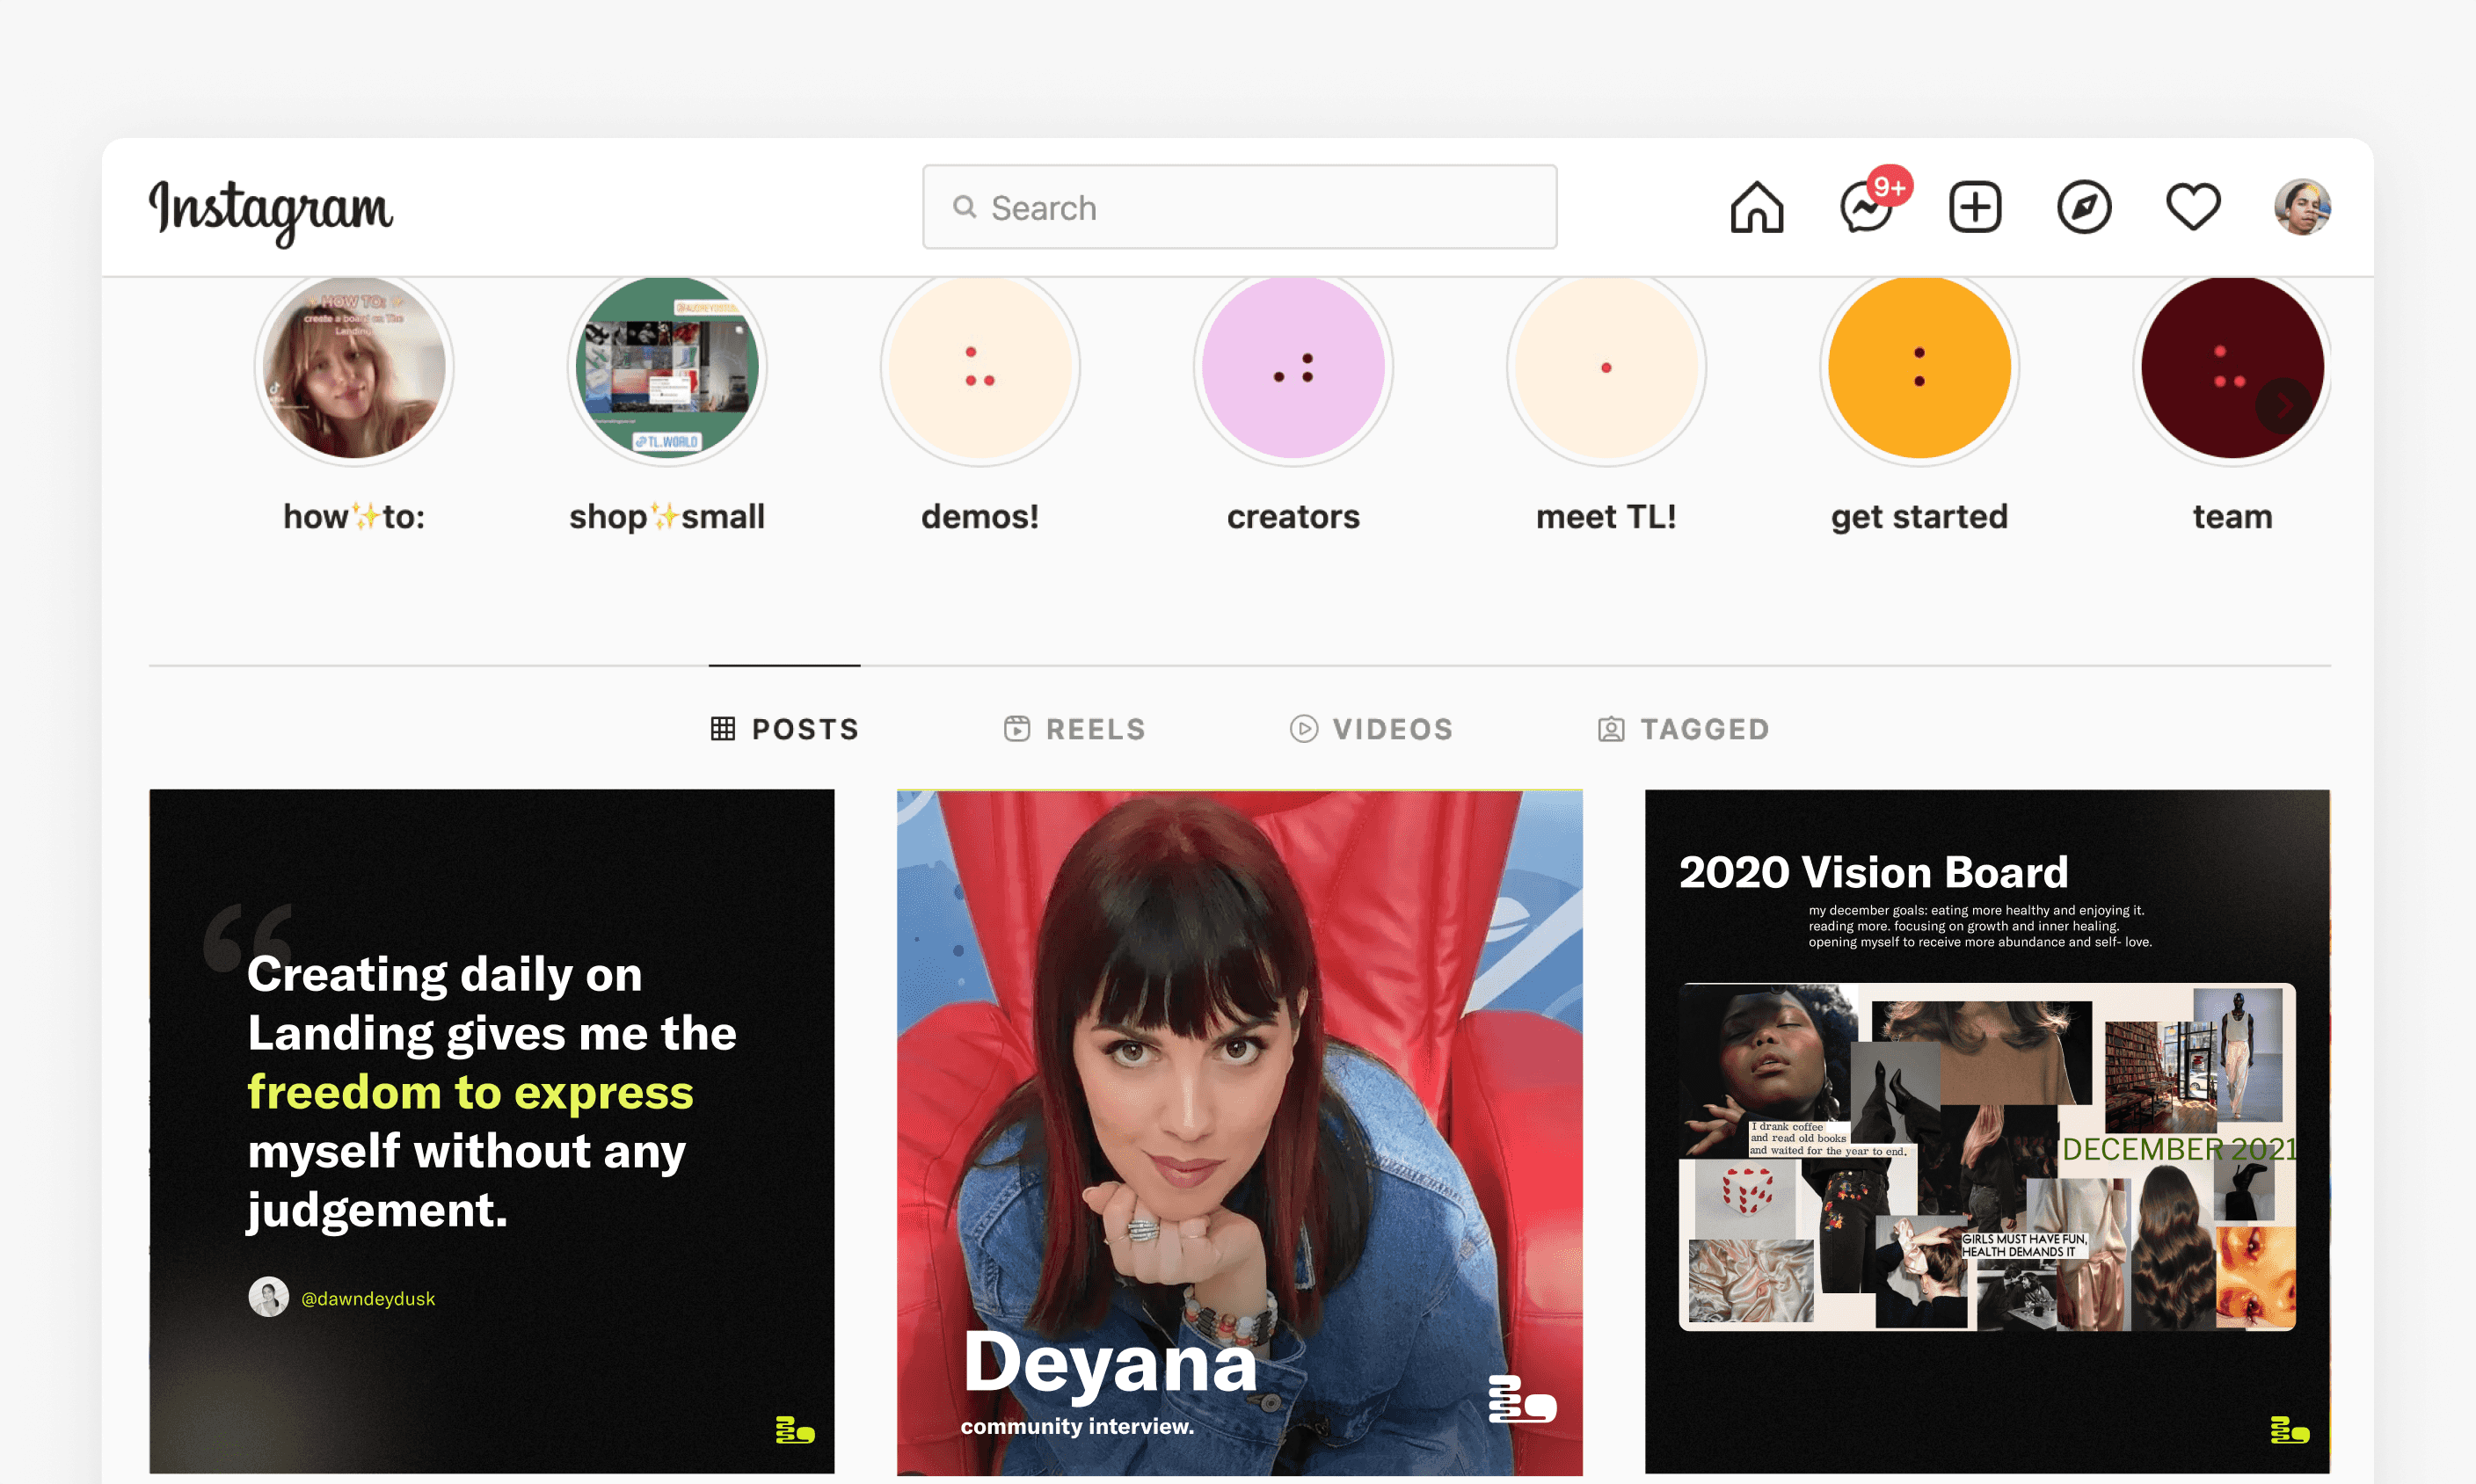 Instagram
Search
9+
HOW TO:
create a board on The
Landing
@TL.WORLD
how✨to:
shop✨small
demos!
creators
meet TL!
get started
team
POSTS
REELS
VIDEOS
TAGGED
“
Creating daily on
Landing gives me the
freedom to express
myself without any
judgement.
@dawndeydusk
Deyana
community interview.
2020 Vision Board
my december goals: eating more healthy and enjoying it.
reading more. focusing on growth and inner healing.
opening myself to receive more abundance and self- love.
I drank coffee
and read old books
and waited for the year to end.
DECEMBER 2021
GIRLS MUST HAVE FUN,
HEALTH DEMANDS IT